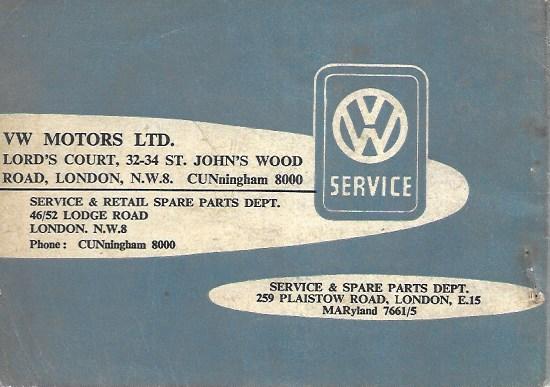 VW MOTORS LTD.
LORD'S COURT, 32-34 ST. JOHN'S WOOD
ROAD, LONDON, N.W.8. CUNningham 8000
SERVICE & RETAIL SPARE PARTS DEPT.
46/52 LODGE ROAD
LONDON. N.W.8
Phone: CUNningham 8000
VW
SERVICE
SERVICE & SPARE PARTS DEPT.
259 PLAISTOW ROAD, LONDON, E.15
MARyland 7661/5